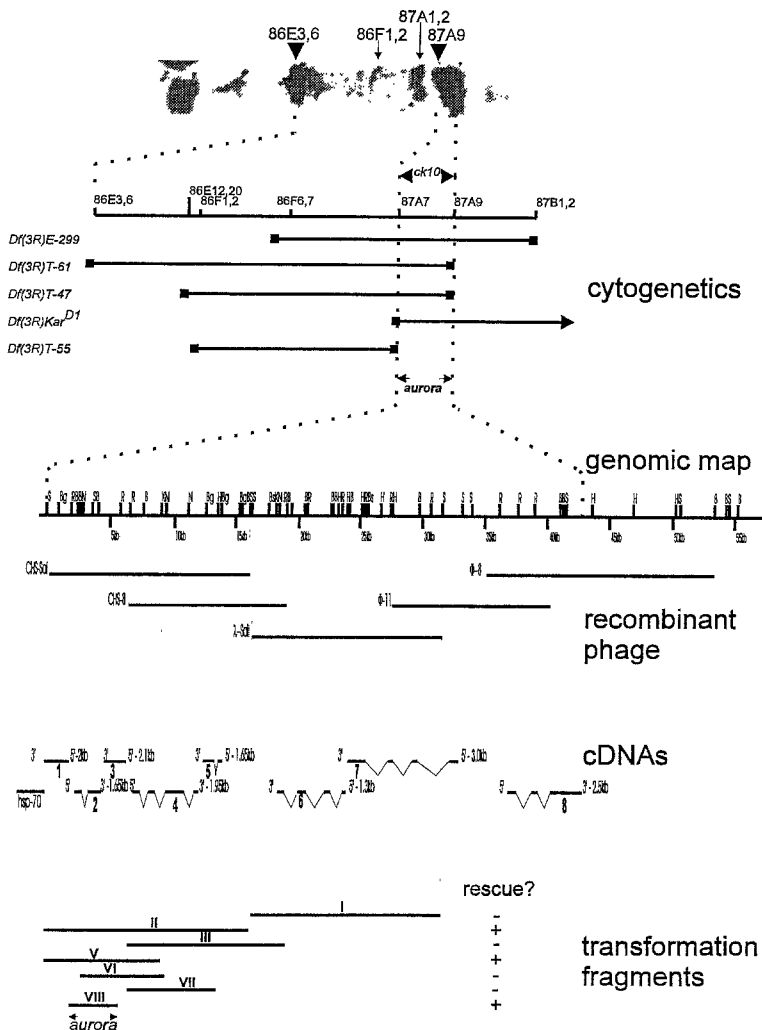 87A1,2
86E3,6 86F1,2 87A9
ck10
86E12,20
86E3,6 86F1,2 86F6,7 87A7 87A9 87B1,2
Df(3R)E-299
Df(3R)T-61
Df(3R)T-47
Df(3R)Kar^D1
Df(3R)T-55
cytogenetics
aurora
genomic map
5kb 10kb 15kb 20kb 25kb 30kb 35kb 40kb 45kb 50kb 55kb
CHS-Sal
Φ-8
CHS-B
Φ-11
λ-Sal
recombinant
phage
cDNAs
3' 5'-2kb 3' 5'-2.1kb 3' 5'-1.65kb 3' 5'-3.0kb
1 3 5 7
hsp-70 5' 3'-1.65kb 5' 3'-1.95kb 3' 5'-1.3kb 5' 3'-2.5kb
2 4 6 8
rescue?
I -
II +
III -
V +
VI -
VII -
VIII +
transformation
fragments
aurora